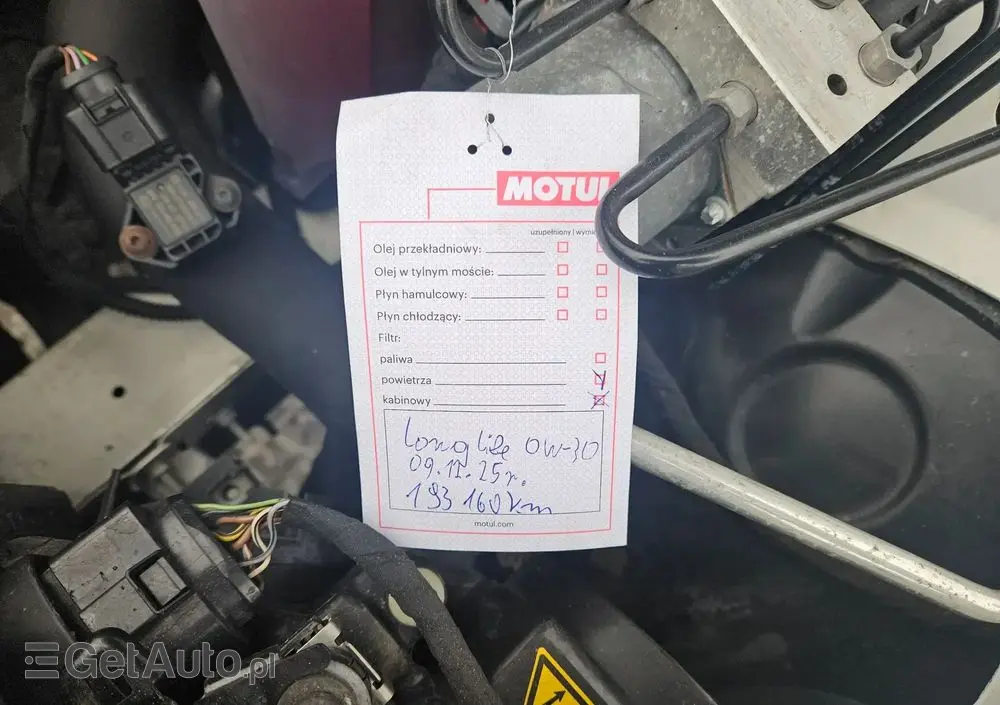 MOTUL
uzupełniony | wymie
Olej przekładniowy:
Olej w tylnym moście:
Płyn hamulcowy:
Płyn chłodzący:
Filtr:
paliwa
powietrza
kabinowy
Long life 0W-30
09.12.25r.
193 160 km
motul.com
GetAuto.pl